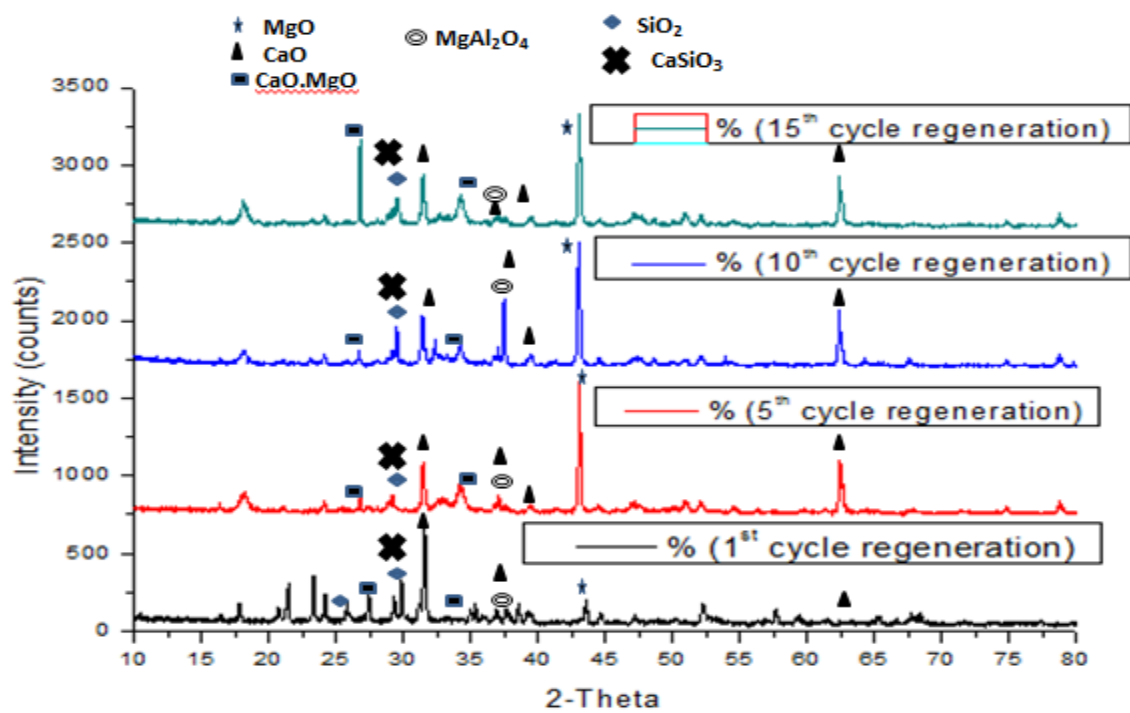 MgO
CaO
CaO.MgO
MgAl₂O₄
SiO₂
CaSiO₃
3500
3000
2500
2000
1500
1000
500
0
Intensity (counts)
% (15ᵗʰ cycle regeneration)
% (10ᵗʰ cycle regeneration)
% (5ᵗʰ cycle regeneration)
% (1ˢᵗ cycle regeneration)
10 15 20 25 30 35 40 45 50 55 60 65 70 75 80
2-Theta